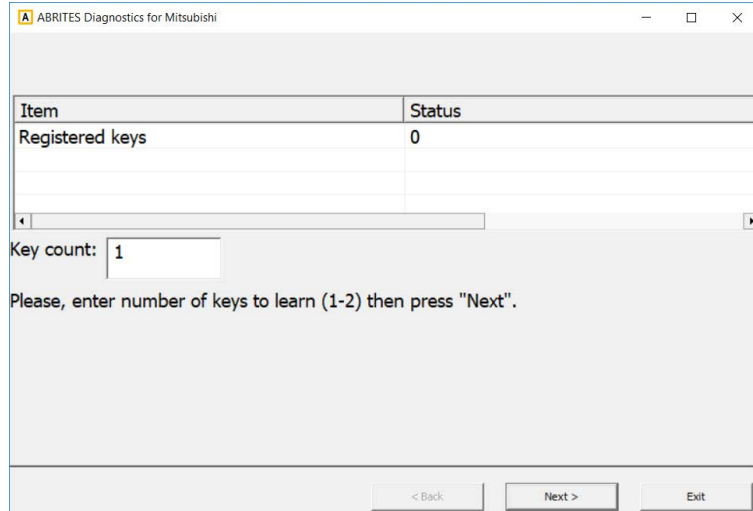 A ABRITES Diagnostics for Mitsubishi
Item Status
Registered keys 0
Key count: 1
Please, enter number of keys to learn (1-2) then press "Next".
< Back Next > Exit